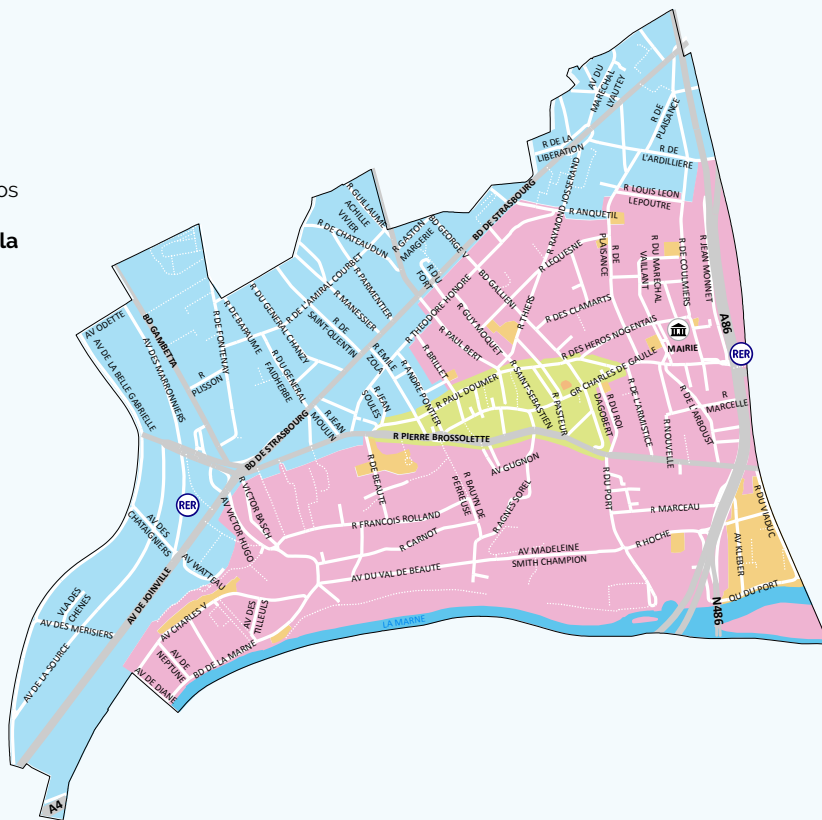 os
la
AV DU
MARECHAL
LYAUTEY
R DE
PLAISANCE
R DE LA
LIBERATION
R DE
L'ARDILLIERE
R LOUIS LEON
LEPOUTRE
R ANQUETIL
R RAYMOND JOSSERAND
BD DE STRASBOURG
R GUILLAUME
ACHILLE
VIVIER
R DE CHATEAUDUN
R GASTON
MARGERIE
BD GEORGE V
R DU
FORT
R LEQUESNE
R DE
PLAISANCE
R DU MARECHAL
VAILLANT
R DE COULMIERS
R JEAN MONNET
A86
BD GALLIENI
R DE L'AMIRAL COURBET
R PARMENTIER
R MANESSIER
R DE
SAINT-QUENTIN
R DU GENERAL CHANZY
R DE BAPAUME
R DE FONTENAY
R DU GENERAL
FAIDHERBE
R EMILE
ZOLA
R THEODORE HONORE
R GUY MOQUET
R PAUL BERT
R BRILLET
R THIERS
R DES CLAMARTS
R DES HEROS NOGENTAIS
MAIRIE
RER
AV ODETTE
BD GAMBETTA
AV DE LA BELLE GABRIELLE
AV DES MARRONNIERS
R
PLISSON
R ANDRE PONTIER
R JEAN
SOULES
R JEAN
MOULIN
BD DE STRASBOURG
R PAUL DOUMER
R SAINT-SEBASTIEN
R PASTEUR
GR CHARLES DE GAULLE
R DU ROI
DAGOBERT
R DE L'ARMISTICE
R NOUVELLE
R DE L'ARBOUST
R
MARCELLE
R PIERRE BROSSOLETTE
AV GUGNON
R DE BEAUTE
R BAUYN DE
PERREUSE
R AGNES SOREL
R DU PORT
R VICTOR BASCH
AV VICTOR HUGO
R FRANCOIS ROLLAND
R CARNOT
R MARCEAU
R HOCHE
R DU VIADUC
AV KLEBER
QU DU PORT
N486
RER
AV DES
CHATAIGNIERS
AV WATTEAU
AV DU VAL DE BEAUTE
AV MADELEINE
SMITH CHAMPION
VLA DES
CHENES
AV DES MERISIERS
AV DE JOINVILLE
AV CHARLES V
AV DES
TILLEULS
LA MARNE
AV DE
NEPTUNE
BD DE LA MARNE
AV DE DIANE
AV DE LA SOURCE
A4